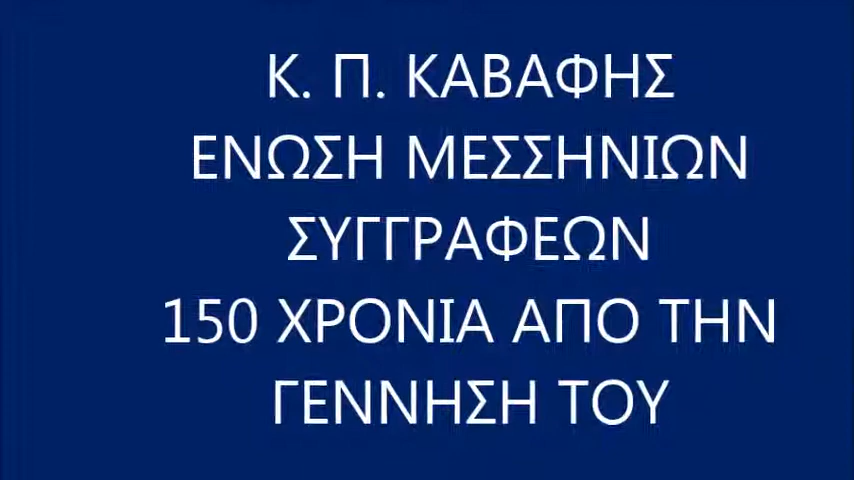 Κ. Π. ΚΑΒΑΦΗΣ
ΕΝΩΣΗ ΜΕΣΣΗΝΙΩΝ
ΣΥΓΓΡΑΦΕΩΝ
150 ΧΡΟΝΙΑ ΑΠΟ ΤΗΝ
ΓΕΝΝΗΣΗ ΤΟΥ